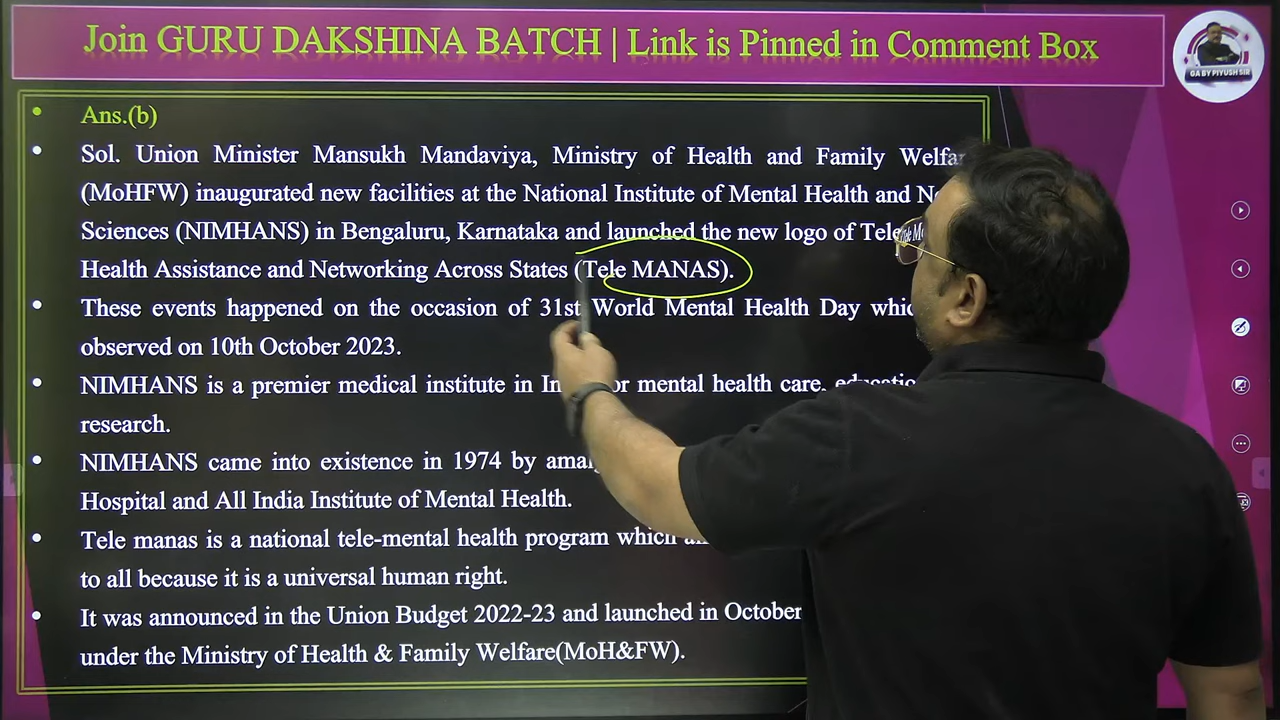 Join GURU DAKSHINA BATCH | Link is Pinned in Comment Box
GA BY PIYUSH SIR
• Ans.(b)
• Sol. Union Minister Mansukh Mandaviya, Ministry of Health and Family
(MoHFW) inaugurated new facilities at the National Institute of Mental Health and
Sciences (NIMHANS) in Bengaluru, Karnataka and launched the new logo of
Health Assistance and Networking Across States (Tele MANAS).
• These events happened on the occasion of 31st World Mental Health Day
observed on 10th October 2023.
• NIMHANS is a premier medical institute in mental health care,
research.
• NIMHANS came into existence in 1974 by
Hospital and All India Institute of Mental Health.
• Tele manas is a national tele-mental health program which
to all because it is a universal human right.
• It was announced in the Union Budget 2022-23 and launched in October
under the Ministry of Health & Family Welfare(MoH&FW).